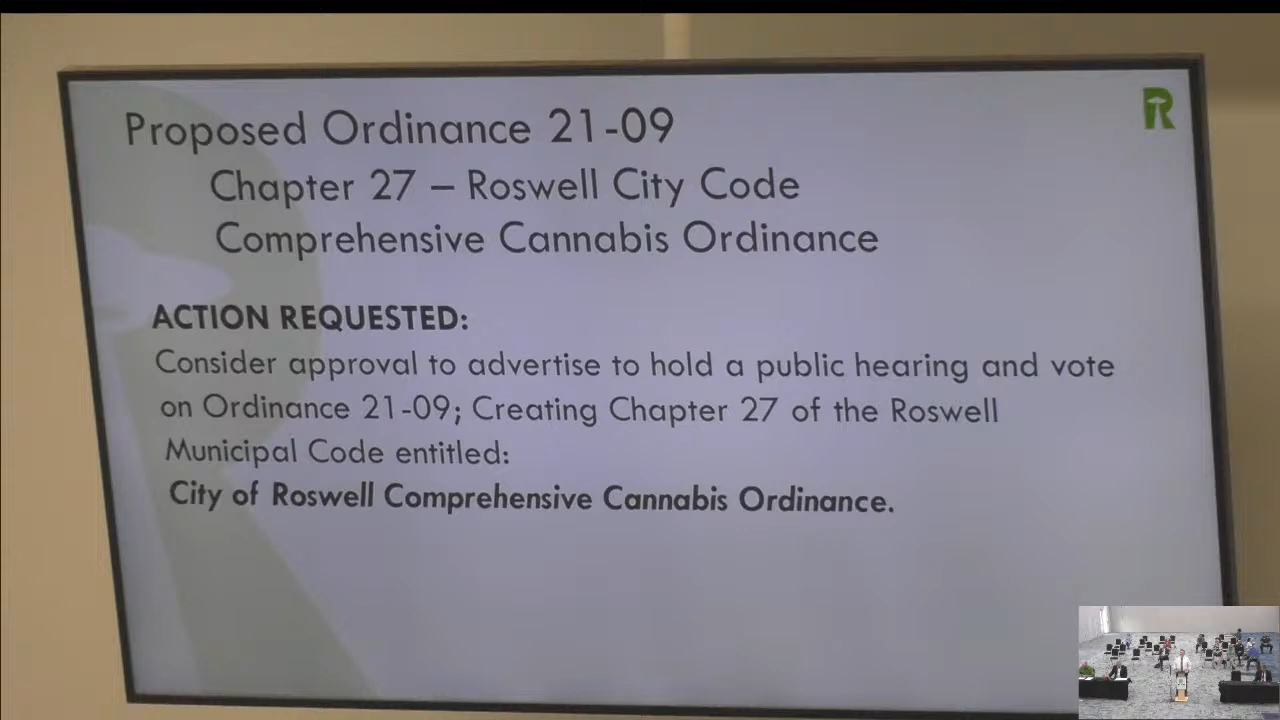 R
Proposed Ordinance 21-09
Chapter 27 – Roswell City Code
Comprehensive Cannabis Ordinance
ACTION REQUESTED:
Consider approval to advertise to hold a public hearing and vote
on Ordinance 21-09; Creating Chapter 27 of the Roswell
Municipal Code entitled:
City of Roswell Comprehensive Cannabis Ordinance.